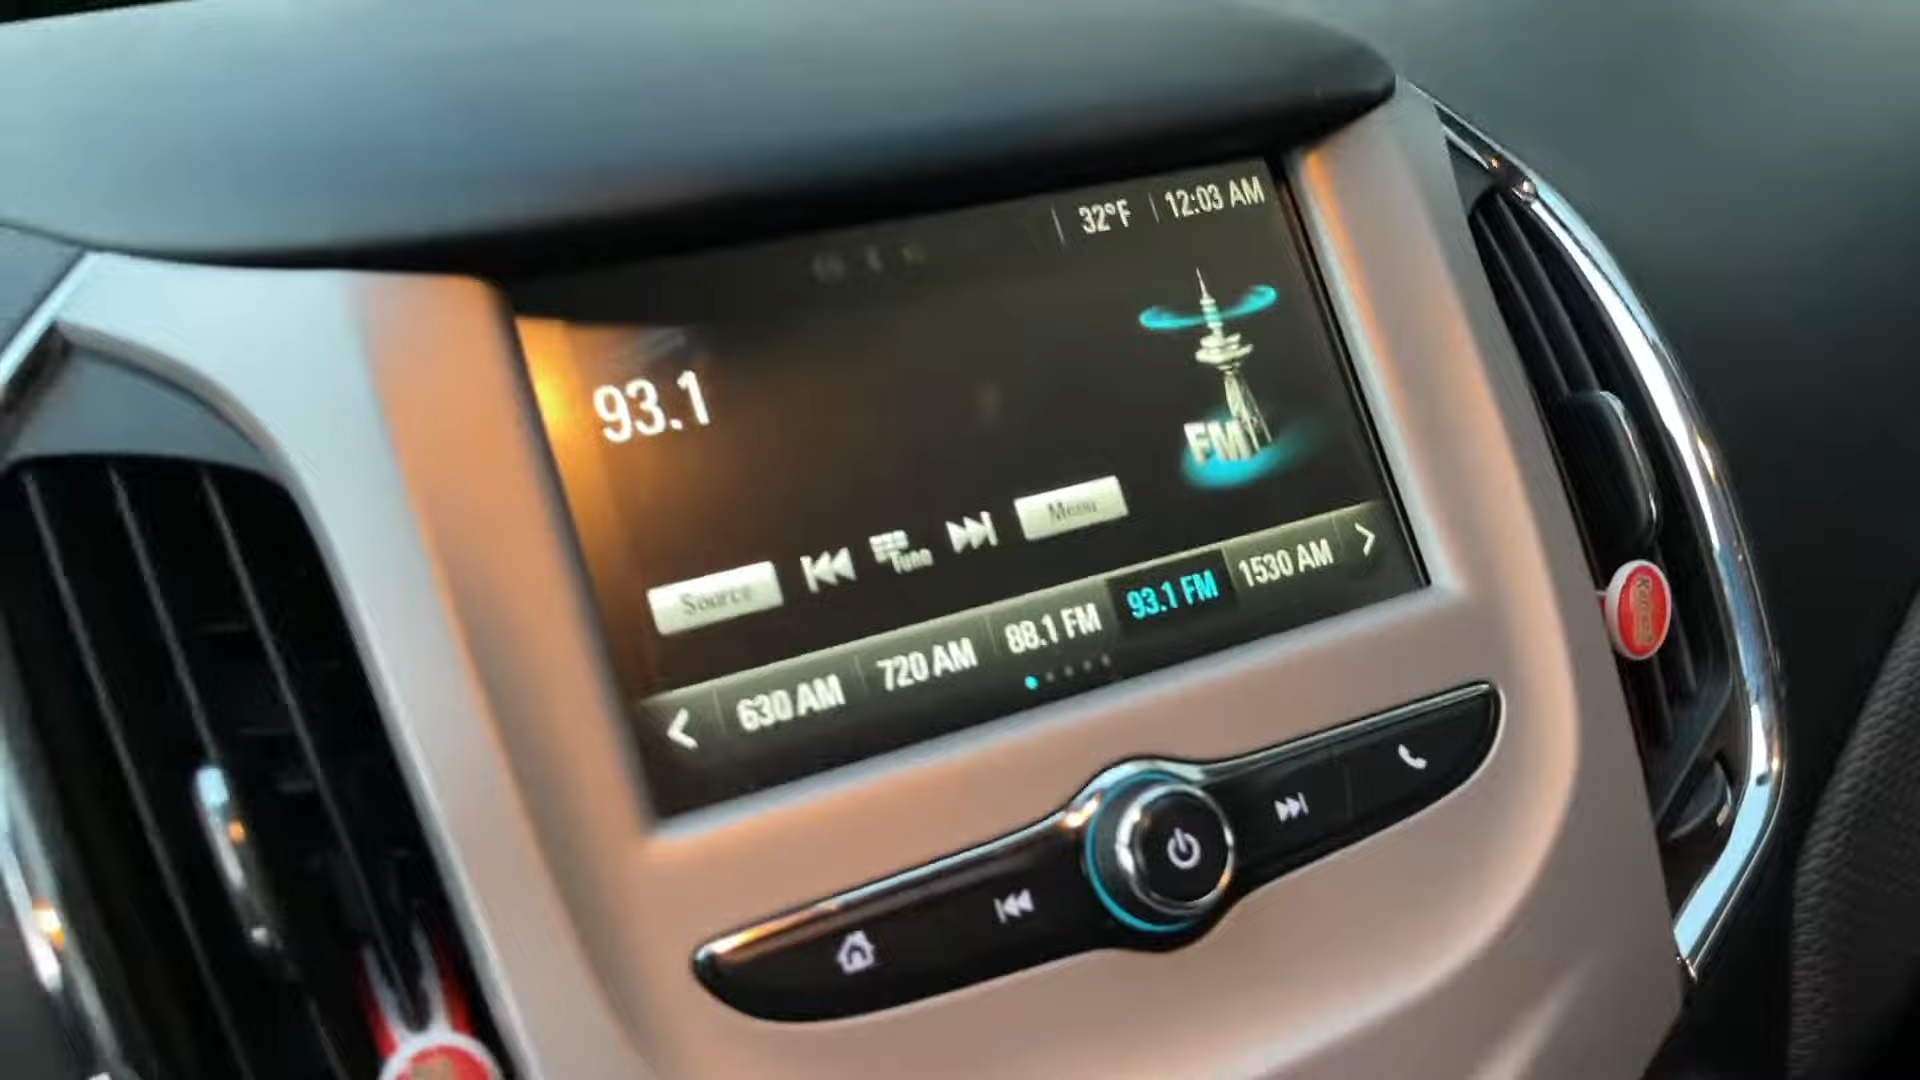 32°F 12:03 AM
93.1
FM
Source Tune Menu
630 AM 720 AM 88.1 FM 93.1 FM 1530 AM